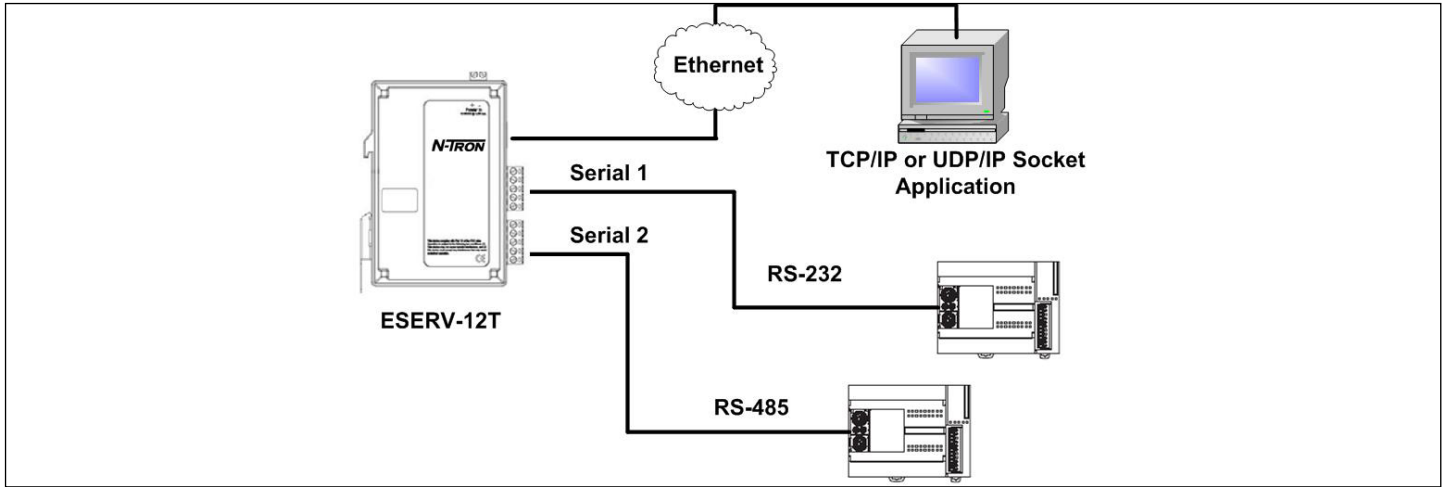 Ethernet
N-TRON
TCP/IP or UDP/IP Socket
Application
Serial 1
Serial 2
RS-232
ESERV-12T
RS-485